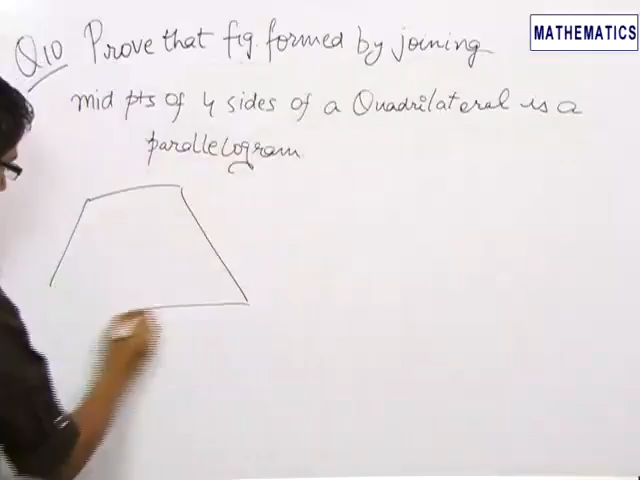 MATHEMATICS
Q10 Prove that fig. formed by joining
mid pts of 4 sides of a Quadrilateral is a
parallelogram